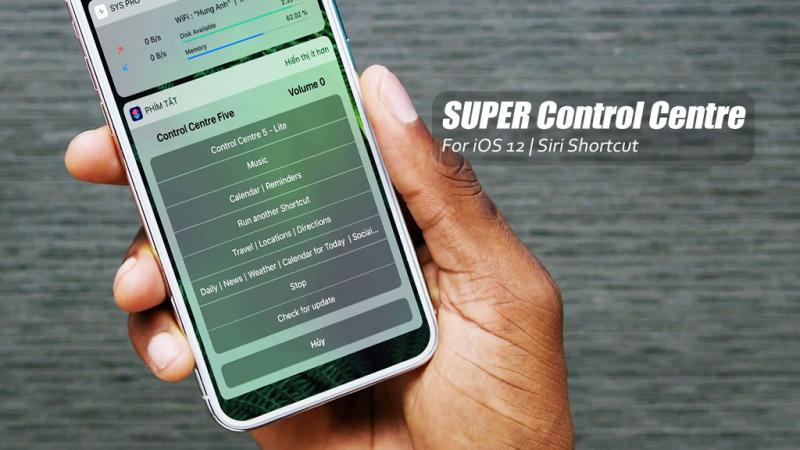 SYS PRO
WiFi : "Hung Anh"
0 B/s
Disk Available
0 B/s
Memory
62.02 %
PHÍM TẮT
Hiển thị ít hơn
Control Centre Five
Volume 0
Control Centre 5 - Lite
Music
Calendar | Reminders
Run another Shortcut
Travel | Locations | Directions
Daily | News | Weather | Calendar for Today | Social...
Stop
Check for update
Hủy
SUPER Control Centre
For iOS 12 | Siri Shortcut